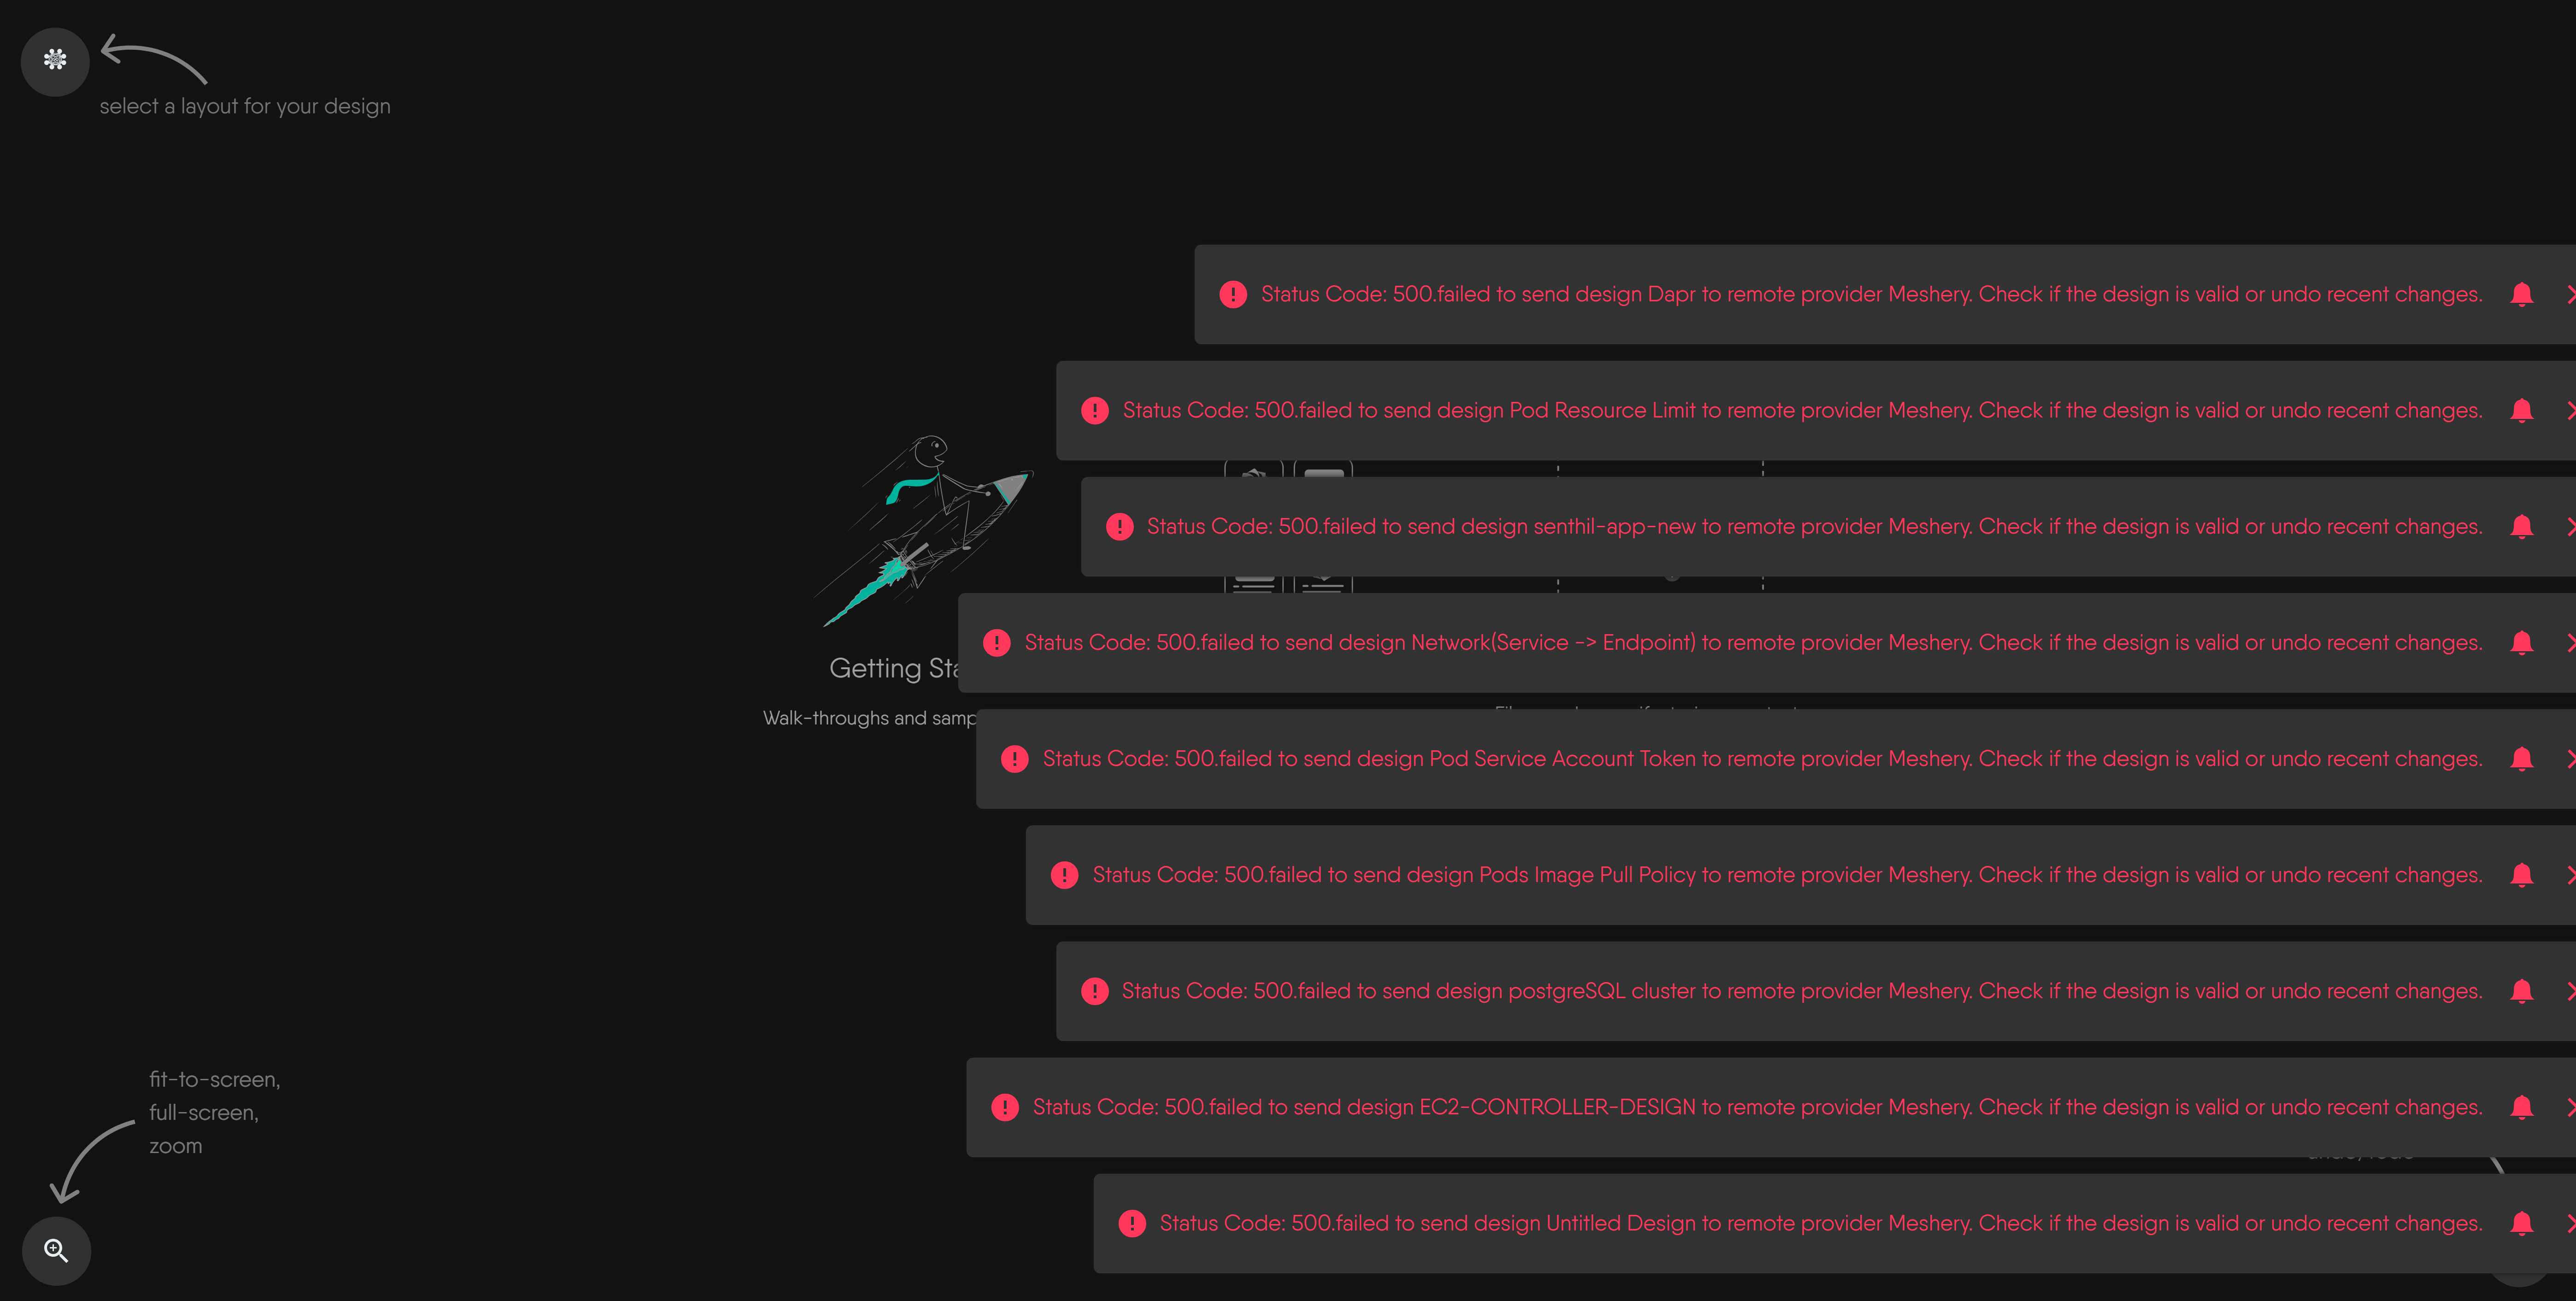 select a layout for your design
Status Code: 500.failed to send design Dapr to remote provider Meshery. Check if the design is valid or undo recent changes.
Status Code: 500.failed to send design Pod Resource Limit to remote provider Meshery. Check if the design is valid or undo recent changes.
Status Code: 500.failed to send design senthil-app-new to remote provider Meshery. Check if the design is valid or undo recent changes.
Status Code: 500.failed to send design Network(Service -> Endpoint) to remote provider Meshery. Check if the design is valid or undo recent changes.
Getting Sta
Walk-throughs and samp
Status Code: 500.failed to send design Pod Service Account Token to remote provider Meshery. Check if the design is valid or undo recent changes.
Status Code: 500.failed to send design Pods Image Pull Policy to remote provider Meshery. Check if the design is valid or undo recent changes.
Status Code: 500.failed to send design postgreSQL cluster to remote provider Meshery. Check if the design is valid or undo recent changes.
fit-to-screen,
full-screen,
zoom
Status Code: 500.failed to send design EC2-CONTROLLER-DESIGN to remote provider Meshery. Check if the design is valid or undo recent changes.
Status Code: 500.failed to send design Untitled Design to remote provider Meshery. Check if the design is valid or undo recent changes.